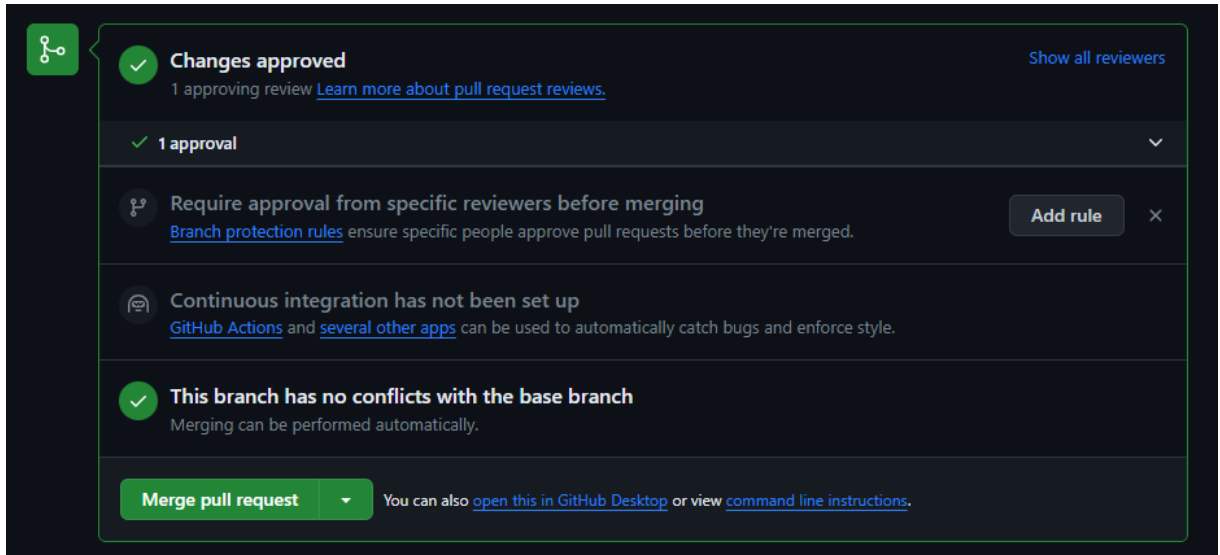 Changes approved
Show all reviewers
1 approving review Learn more about pull request reviews.
1 approval
Require approval from specific reviewers before merging
Add rule
Branch protection rules ensure specific people approve pull requests before they're merged.
Continuous integration has not been set up
GitHub Actions and several other apps can be used to automatically catch bugs and enforce style.
This branch has no conflicts with the base branch
Merging can be performed automatically.
Merge pull request
You can also open this in GitHub Desktop or view command line instructions.